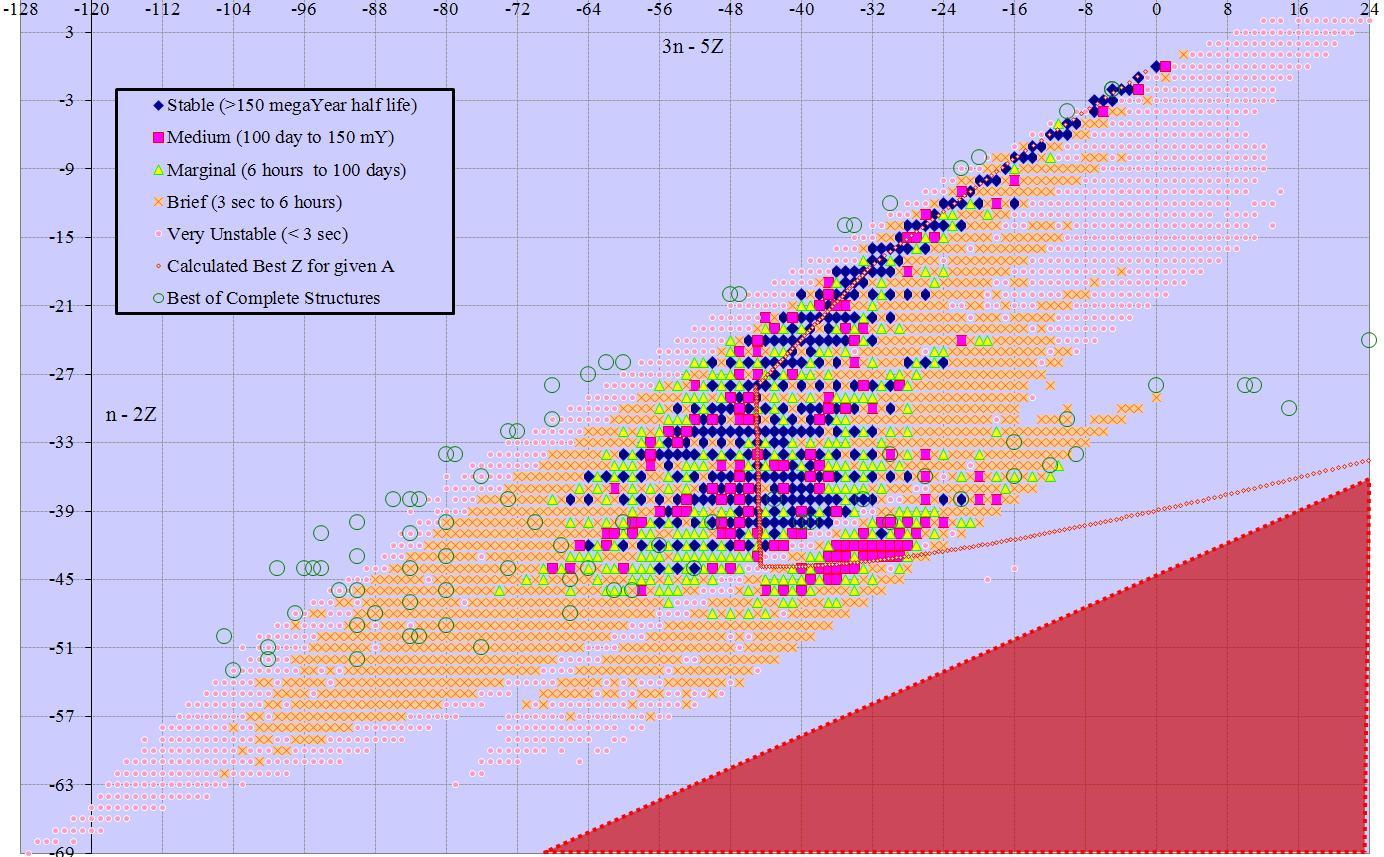 -128 -120 -112 -104 -96 -88 -80 -72 -64 -56 -48 -40 -32 -24 -16 -8 0 8 16 24
3
3n - 5Z
-3
Stable (>150 megaYear half life)
Medium (100 day to 150 mY)
Marginal (6 hours to 100 days)
Brief (3 sec to 6 hours)
Very Unstable (< 3 sec)
Calculated Best Z for given A
Best of Complete Structures
-9
-15
-21
-27
n - 2Z
-33
-39
-45
-51
-57
-63
-69